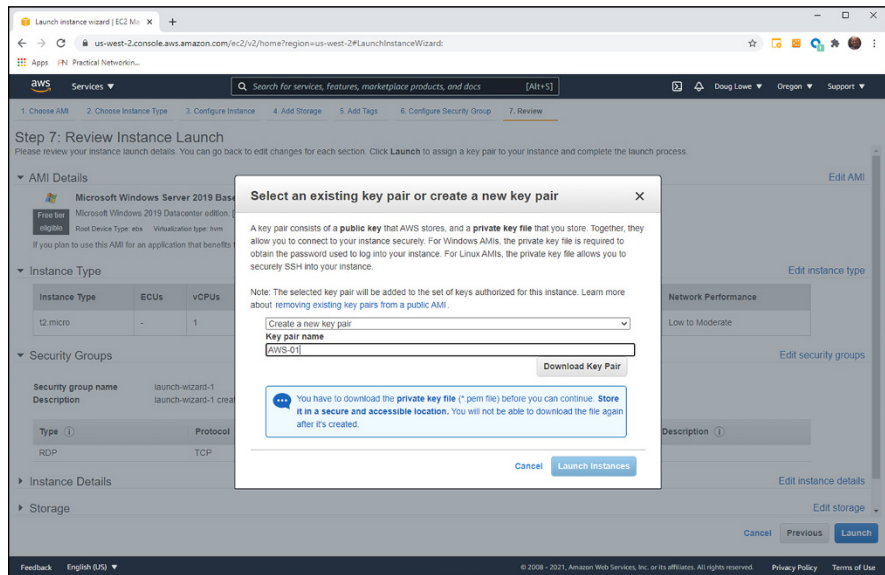 Launch instance wizard | EC2 Ma
us-west-2.console.aws.amazon.com/ec2/v2/home?region=us-west-2#LaunchInstanceWizard:
Apps PN Practical Networkin...
aws Services Search for services, features, marketplace products, and docs [Alt+S] Doug Lowe Oregon Support
1. Choose AMI 2. Choose Instance Type 3. Configure Instance 4. Add Storage 5. Add Tags 6. Configure Security Group 7. Review
Step 7: Review Instance Launch
Please review your instance launch details. You can go back to edit changes for each section. Click Launch to assign a key pair to your instance and complete the launch process.
AMI Details Edit AMI
Microsoft Windows Server 2019 Base
Free tier eligible
Microsoft Windows 2019 Datacenter edition. [
Root Device Type: ebs Virtualization type: hvm
If you plan to use this AMI for an application that benefits
Instance Type Edit instance type
Instance Type ECUs vCPUs Network Performance
t2.micro - 1 Low to Moderate
Security Groups Edit security groups
Security group name launch-wizard-1
Description launch-wizard-1 creat
Type Protocol Description
RDP TCP
Instance Details Edit instance details
Storage Edit storage
Select an existing key pair or create a new key pair
A key pair consists of a public key that AWS stores, and a private key file that you store. Together, they
allow you to connect to your instance securely. For Windows AMIs, the private key file is required to
obtain the password used to log into your instance. For Linux AMIs, the private key file allows you to
securely SSH into your instance.
Note: The selected key pair will be added to the set of keys authorized for this instance. Learn more
about removing existing key pairs from a public AMI .
Create a new key pair
Key pair name
AWS-01
Download Key Pair
You have to download the private key file (*.pem file) before you can continue. Store
it in a secure and accessible location. You will not be able to download the file again
after it's created.
Cancel Launch Instances
Cancel Previous Launch
Feedback English (US) © 2008 - 2021, Amazon Web Services, Inc. or its affiliates. All rights reserved. Privacy Policy Terms of Use